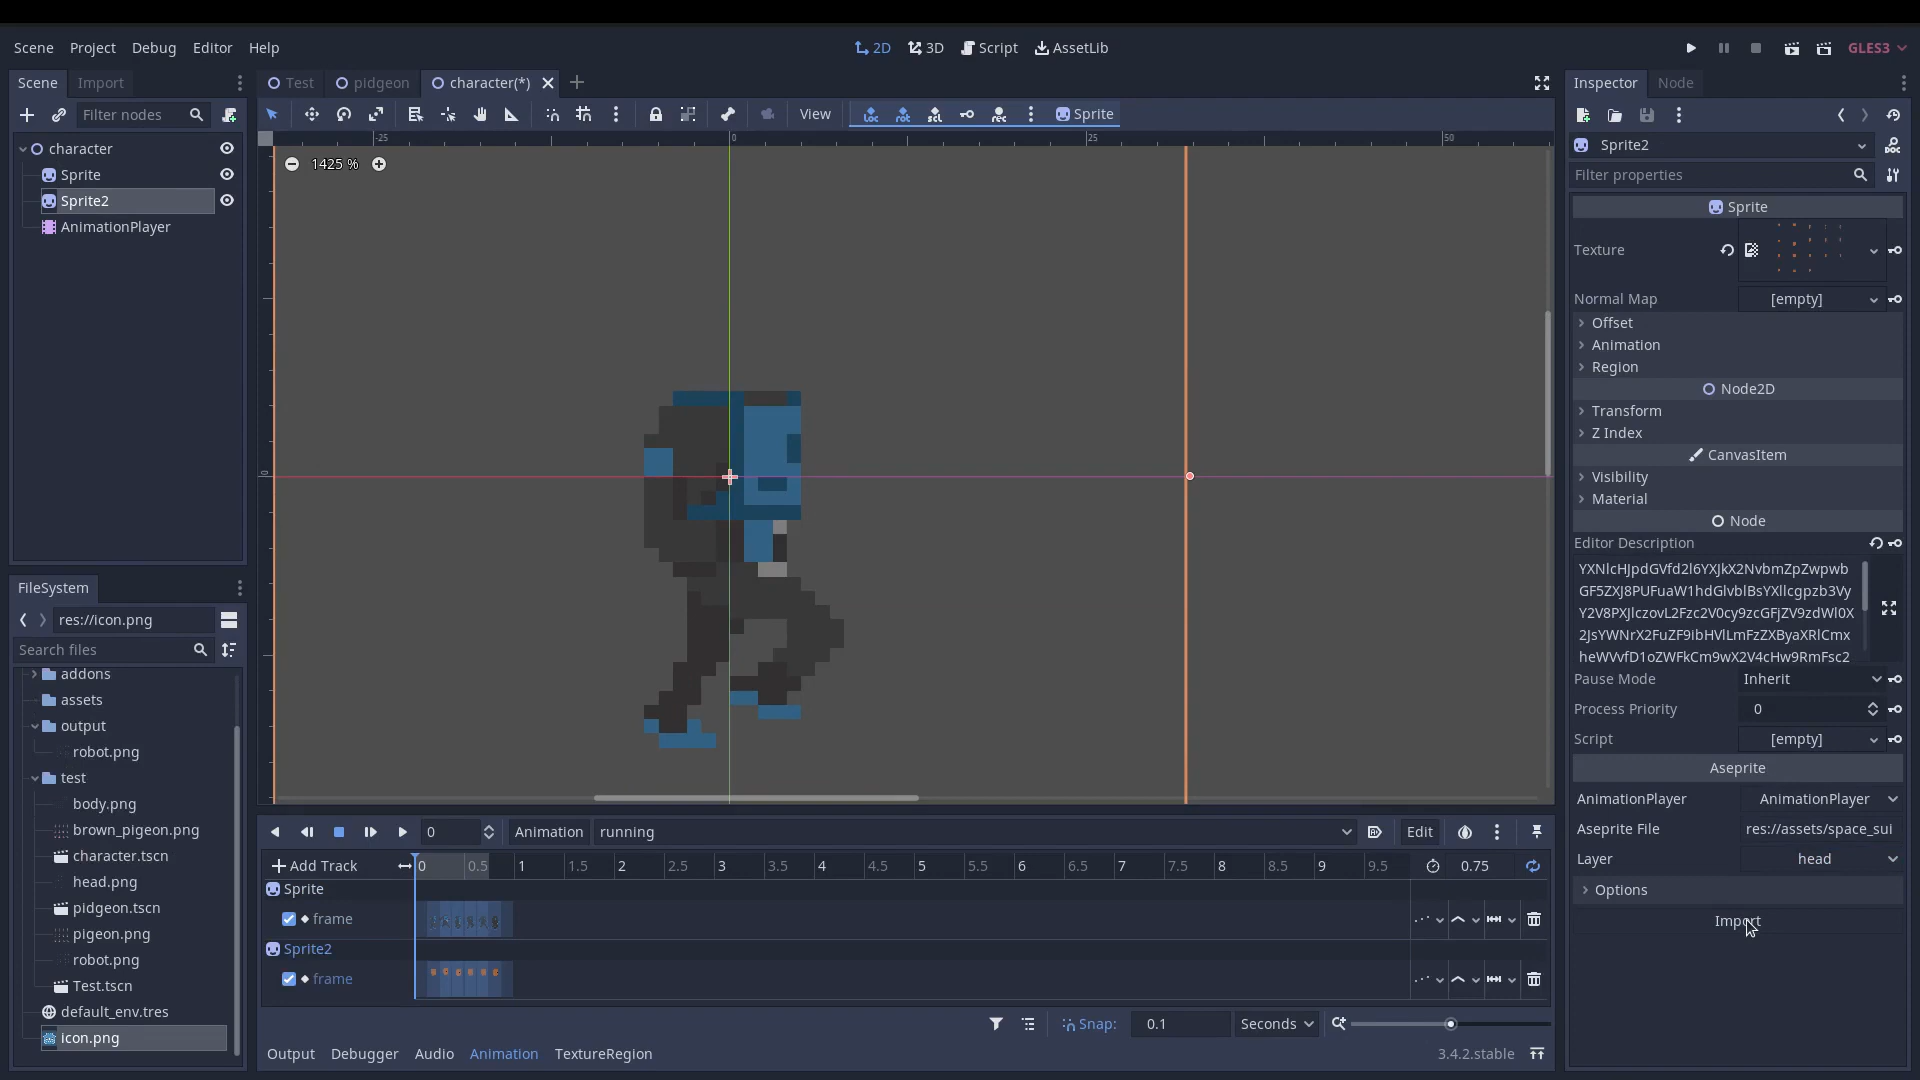 Scene Project Debug Editor Help
2D 3D Script AssetLib
GLES3
Scene Import
Test pidgeon character(*)
Inspector Node
Filter nodes
View Sprite
character
Sprite
Sprite2
AnimationPlayer
-25 0 25 50
1425 %
0
Sprite2
Filter properties
Sprite
Texture
Normal Map [empty]
Offset
Animation
Region
Node2D
Transform
Z Index
CanvasItem
Visibility
Material
Node
Editor Description
YXNlcHJpdGVfd2l6YXJkX2NvbmZpZwpwb
GF5ZXJ8PUFuaW1hdGlvblBsYXllcgpzb3Vy
Y2V8PXJlczovL2Fzc2V0cy9zcGFjZV9zdWl0X
2JsYWNrX2FuZF9ibHVlLmFzZXByaXRlCmx
heWVyfD1oZWFkCm9wX2V4cHw9RmFsc2
Pause Mode Inherit
Process Priority 0
Script [empty]
Aseprite
AnimationPlayer AnimationPlayer
Aseprite File res://assets/space_sui
Layer head
Options
Import
FileSystem
res://icon.png
Search files
addons
assets
output
robot.png
test
body.png
brown_pigeon.png
character.tscn
head.png
pidgeon.tscn
pigeon.png
robot.png
Test.tscn
default_env.tres
icon.png
0 Animation running Edit
Add Track 0 0.5 1 1.5 2 2.5 3 3.5 4 4.5 5 5.5 6 6.5 7 7.5 8 8.5 9 9.5 0.75
Sprite
frame
Sprite2
frame
Snap: 0.1 Seconds
Output Debugger Audio Animation TextureRegion 3.4.2.stable